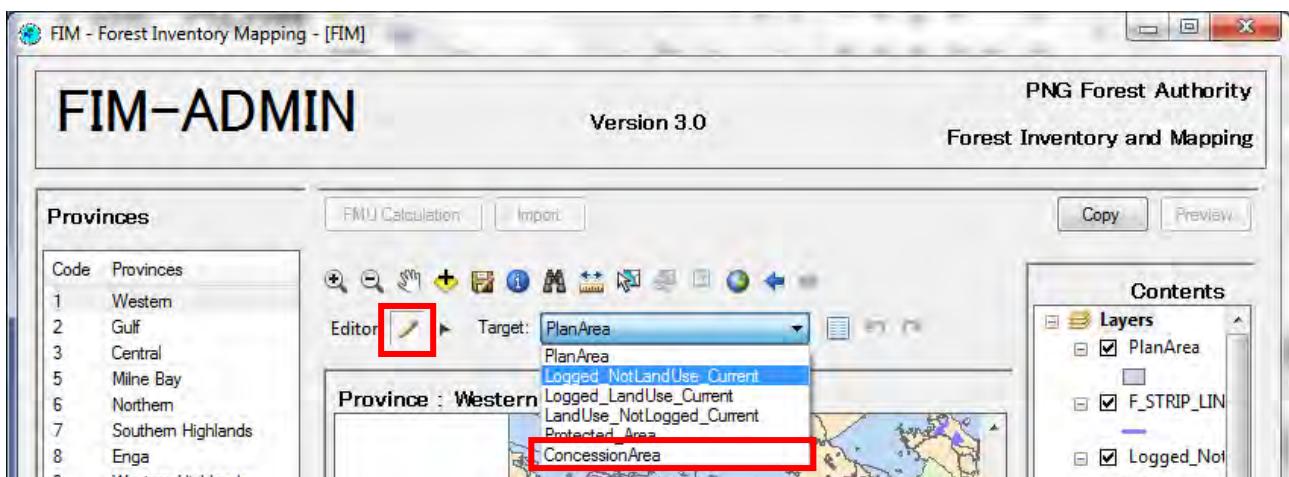 FIM - Forest Inventory Mapping - [FIM]
FIM-ADMIN
Version 3.0
PNG Forest Authority
Forest Inventory and Mapping
Provinces
FMU Calculation
Import
Copy
Preview
Code Provinces
1 Western
2 Gulf
3 Central
5 Milne Bay
6 Northern
7 Southern Highlands
8 Enga
Editor
Target: PlanArea
PlanArea
Logged_NotLandUse_Current
Logged_LandUse_Current
LandUse_NotLogged_Current
Protected_Area
ConcessionArea
Province : Western
Contents
Layers
PlanArea
F_STRIP_LIN
Logged_Not